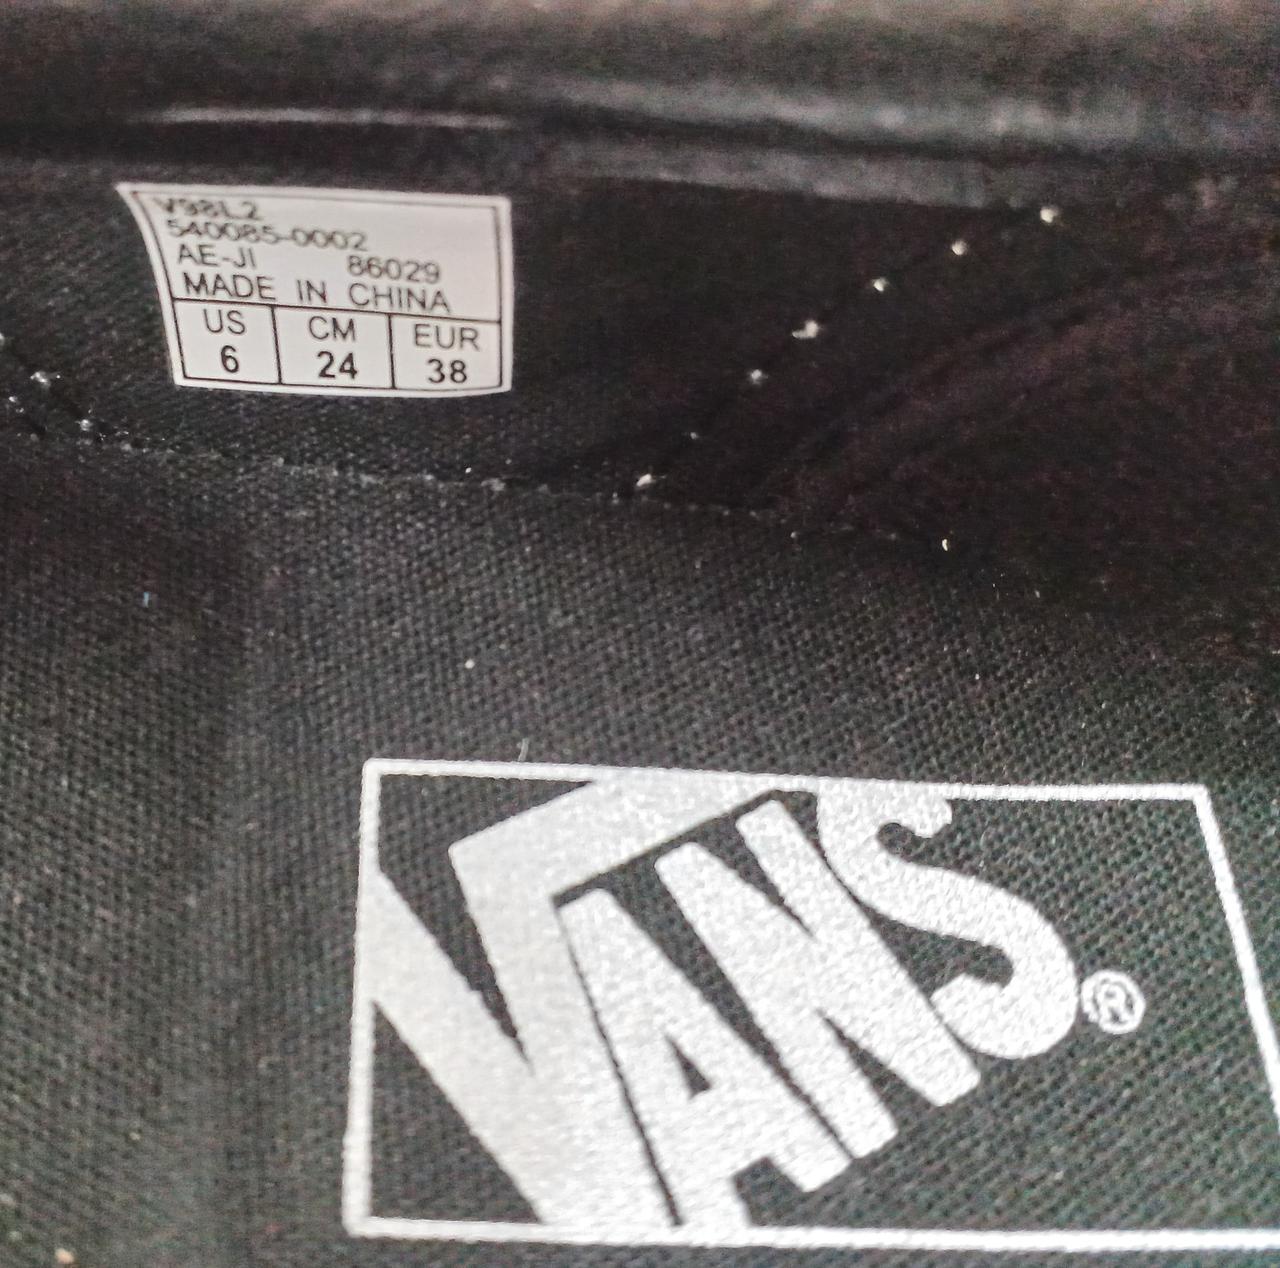 V98L2
540085-0002
AE-JI 86029
MADE IN CHINA
US CM EUR
6 24 38
VANS®